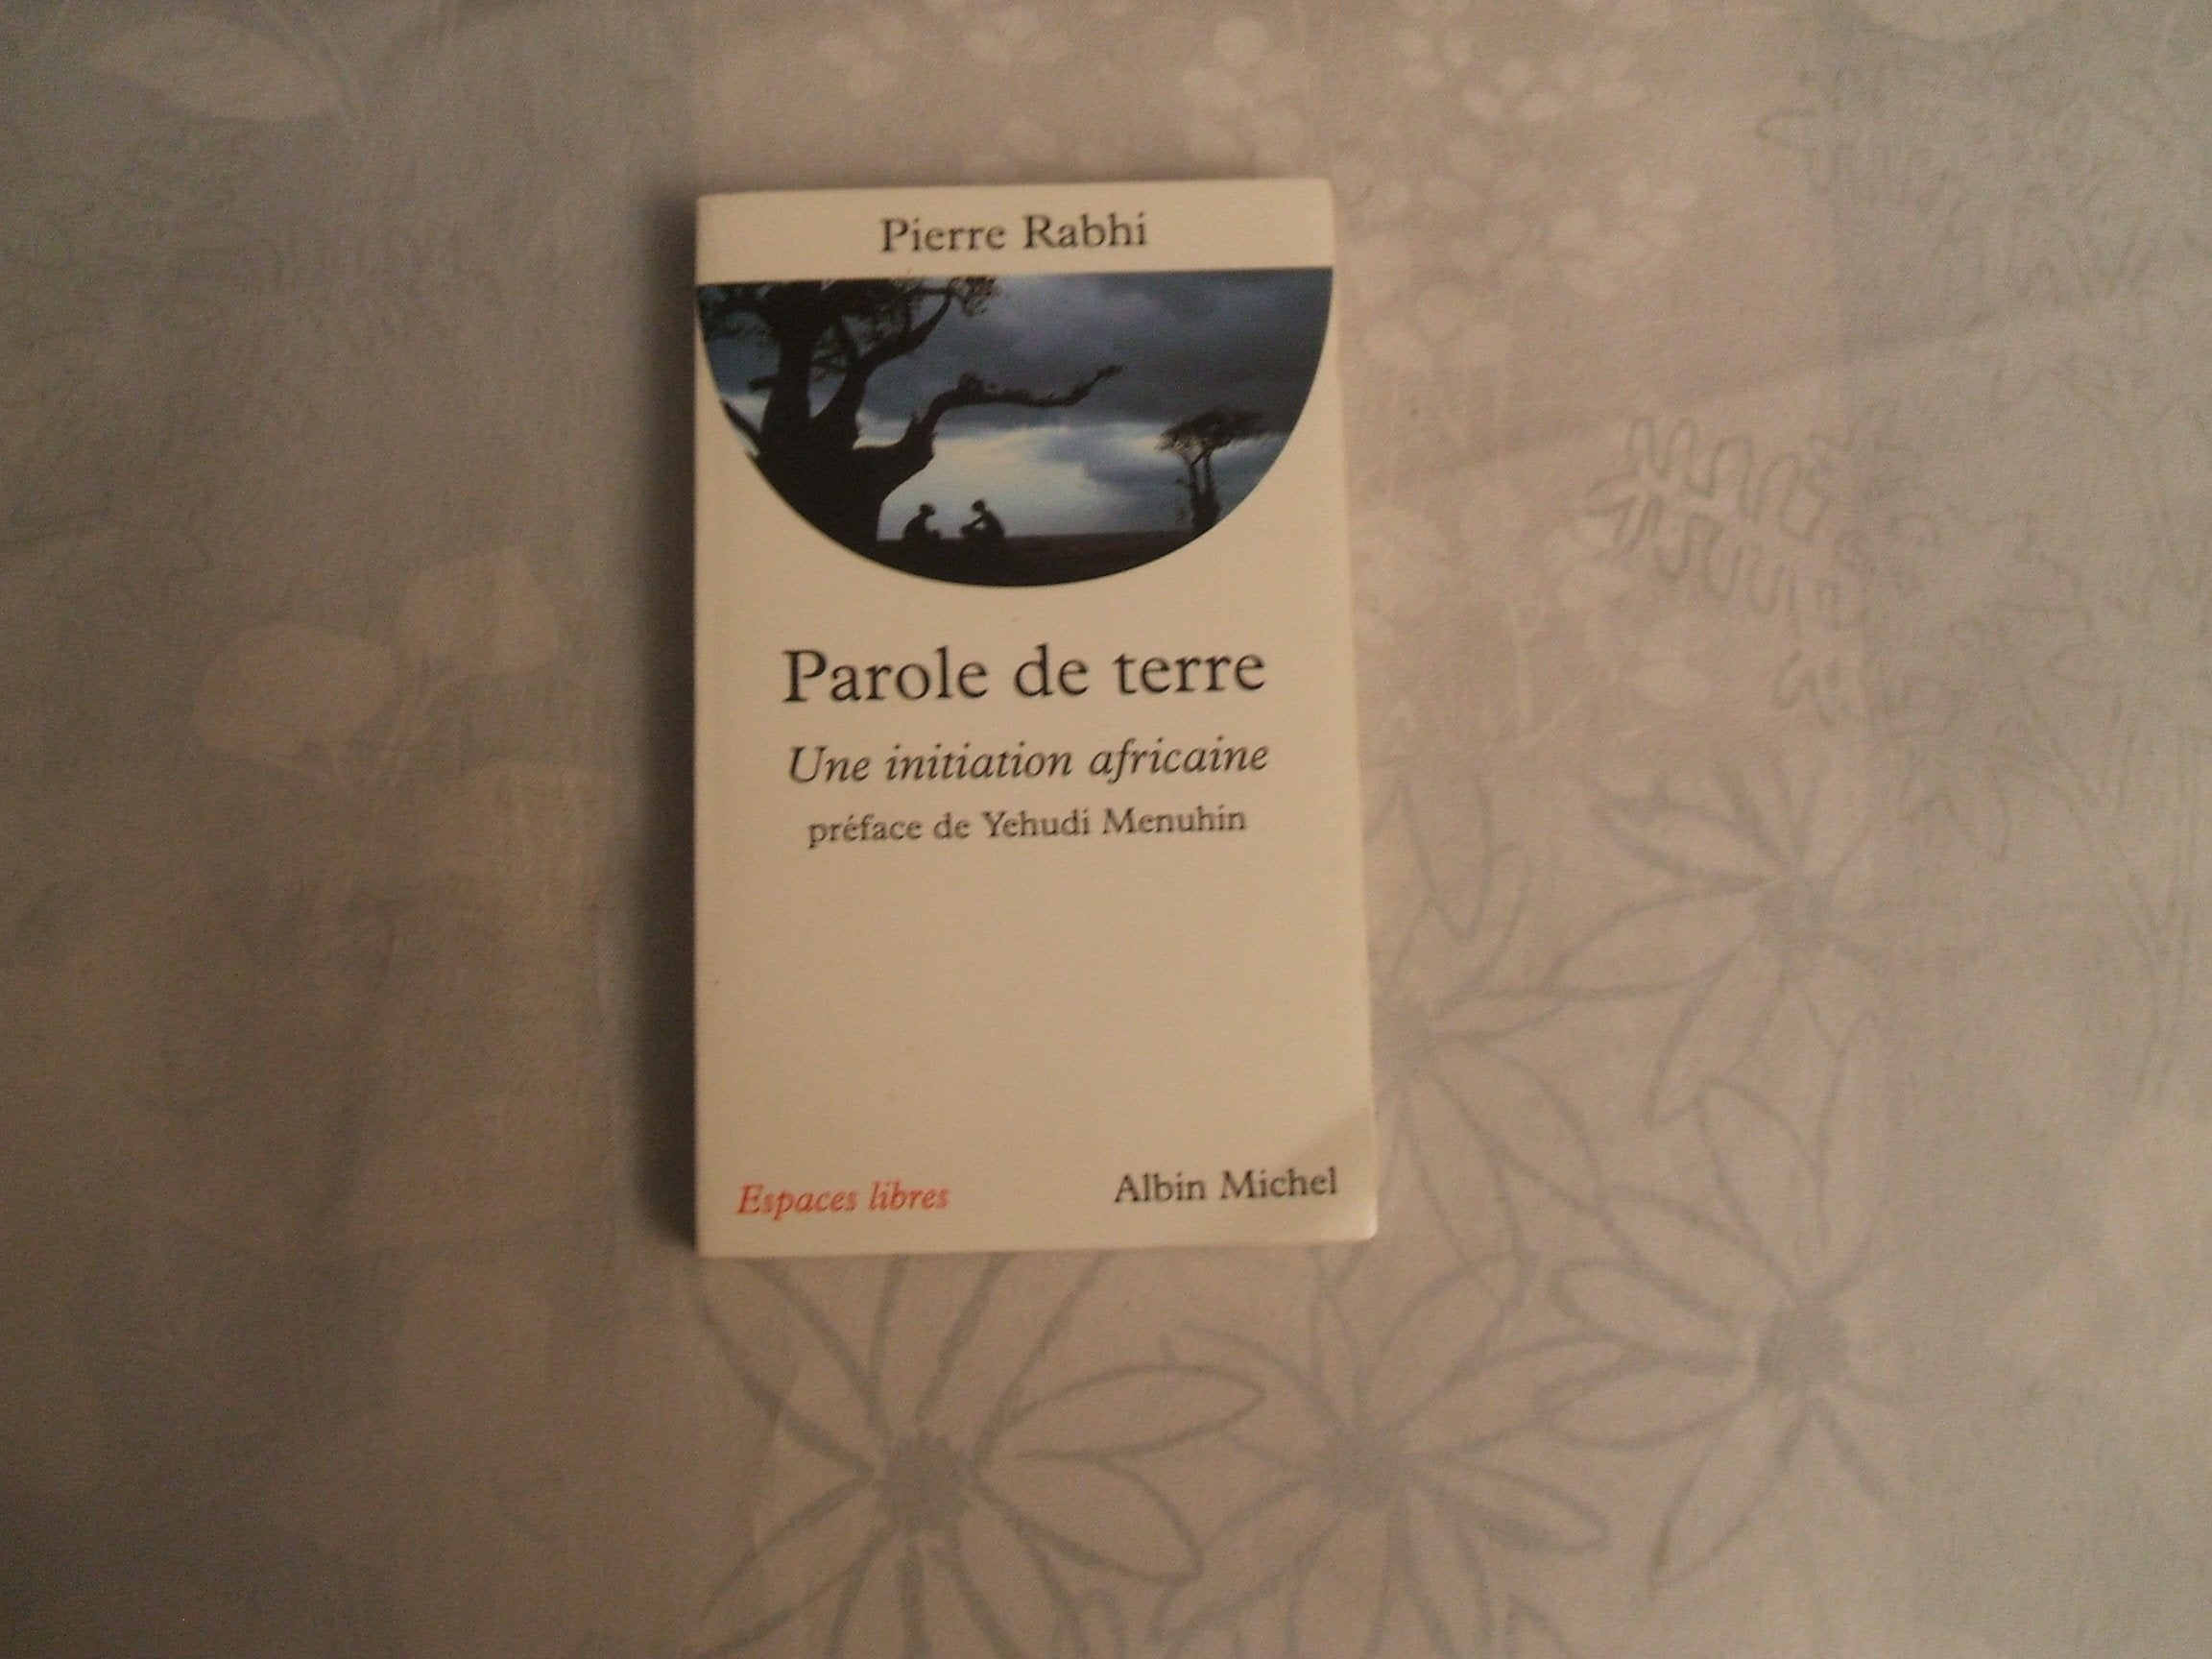 Pierre Rabhi
Parole de terre
Une initiation africaine
préface de Yehudi Menuhin
Espaces libres
Albin Michel